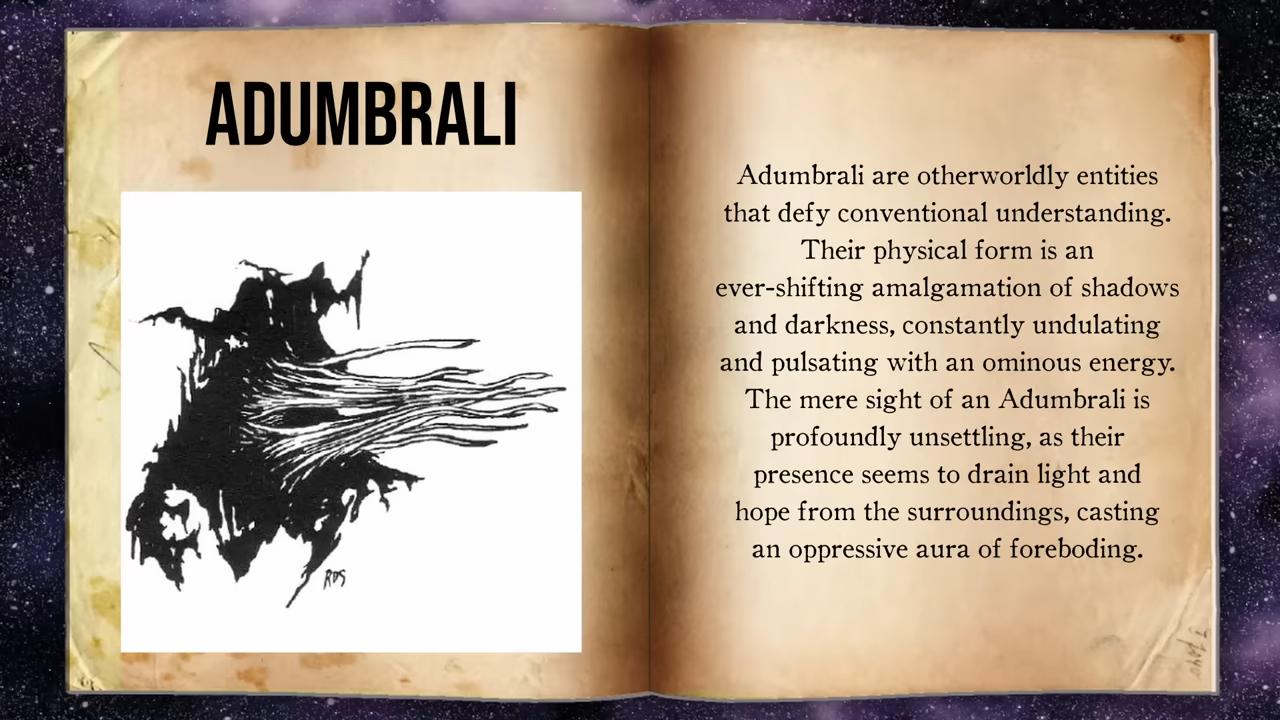 ADUMBRALI
RDS
Adumbrali are otherworldly entities
that defy conventional understanding.
Their physical form is an
ever-shifting amalgamation of shadows
and darkness, constantly undulating
and pulsating with an ominous energy.
The mere sight of an Adumbrali is
profoundly unsettling, as their
presence seems to drain light and
hope from the surroundings, casting
an oppressive aura of foreboding.